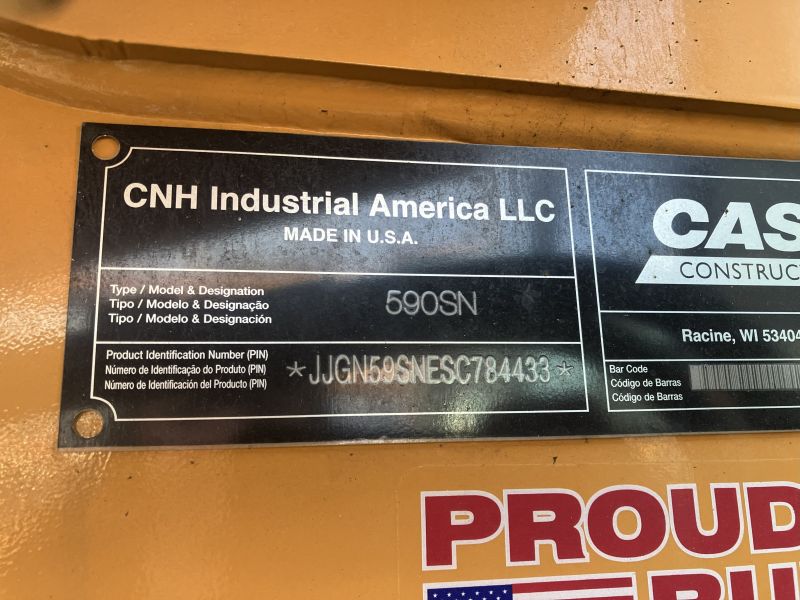 CNH Industrial America LLC
MADE IN U.S.A.
Type / Model & Designation
Tipo / Modelo & Designação
Tipo / Modelo & Designación
590SN
Product Identification Number (PIN)
Número de Identificação do Produto (PIN)
Número de Identificación del Producto (PIN)
*JJGN59SNESC784433*
CAS
CONSTRUC
Racine, WI 53404
Bar Code
Código de Barras
Código de Barras
PROUD